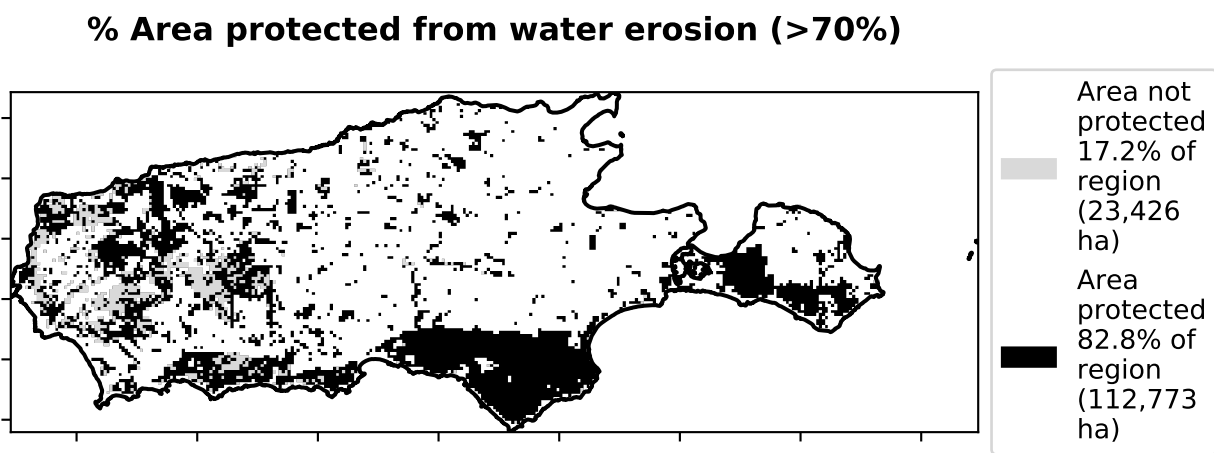 % Area protected from water erosion (>70%)
Area not
protected
17.2% of
region
(23,426
ha)
Area
protected
82.8% of
region
(112,773
ha)